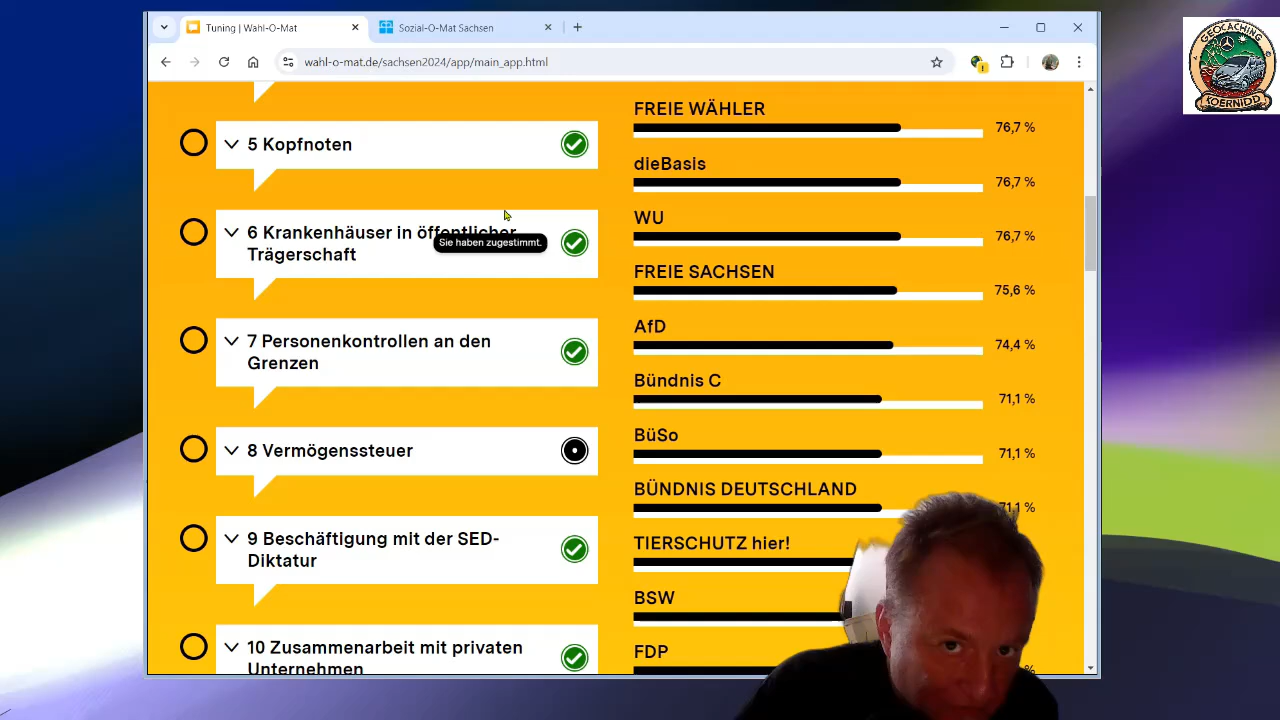 Tuning | Wahl-O-Mat
Sozial-O-Mat Sachsen
wahl-o-mat.de/sachsen2024/app/main_app.html
GEOCACHING
KOERNIDD
5 Kopfnoten
6 Krankenhäuser in öffentlicher
Trägerschaft
Sie haben zugestimmt.
7 Personenkontrollen an den
Grenzen
8 Vermögenssteuer
9 Beschäftigung mit der SED-
Diktatur
10 Zusammenarbeit mit privaten
Unternehmen
FREIE WÄHLER
76,7 %
dieBasis
76,7 %
WU
76,7 %
FREIE SACHSEN
75,6 %
AfD
74,4 %
Bündnis C
71,1 %
BüSo
71,1 %
BÜNDNIS DEUTSCHLAND
71,1 %
TIERSCHUTZ hier!
BSW
FDP
%